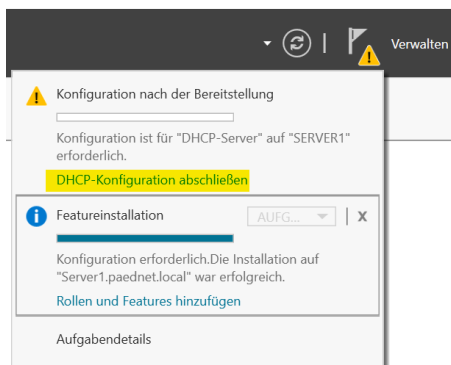 Verwalten
Konfiguration nach der Bereitstellung
Konfiguration ist für "DHCP-Server" auf "SERVER1"
erforderlich.
DHCP-Konfiguration abschließen
Featureinstallation
AUFG...
X
Konfiguration erforderlich.Die Installation auf
"Server1.paednet.local" war erfolgreich.
Rollen und Features hinzufügen
Aufgabendetails